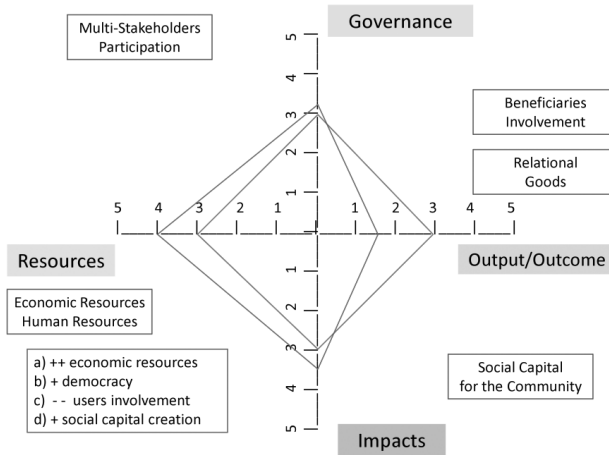 Multi-Stakeholders
Participation
Governance
5
4
3
2
1
Beneficiaries
Involvement
Relational
Goods
5 4 3 2 1 1 2 3 4 5
Resources
Output/Outcome
1
2
3
4
5
Economic Resources
Human Resources
a) ++ economic resources
b) + democracy
c) - - users involvement
d) + social capital creation
Social Capital
for the Community
Impacts